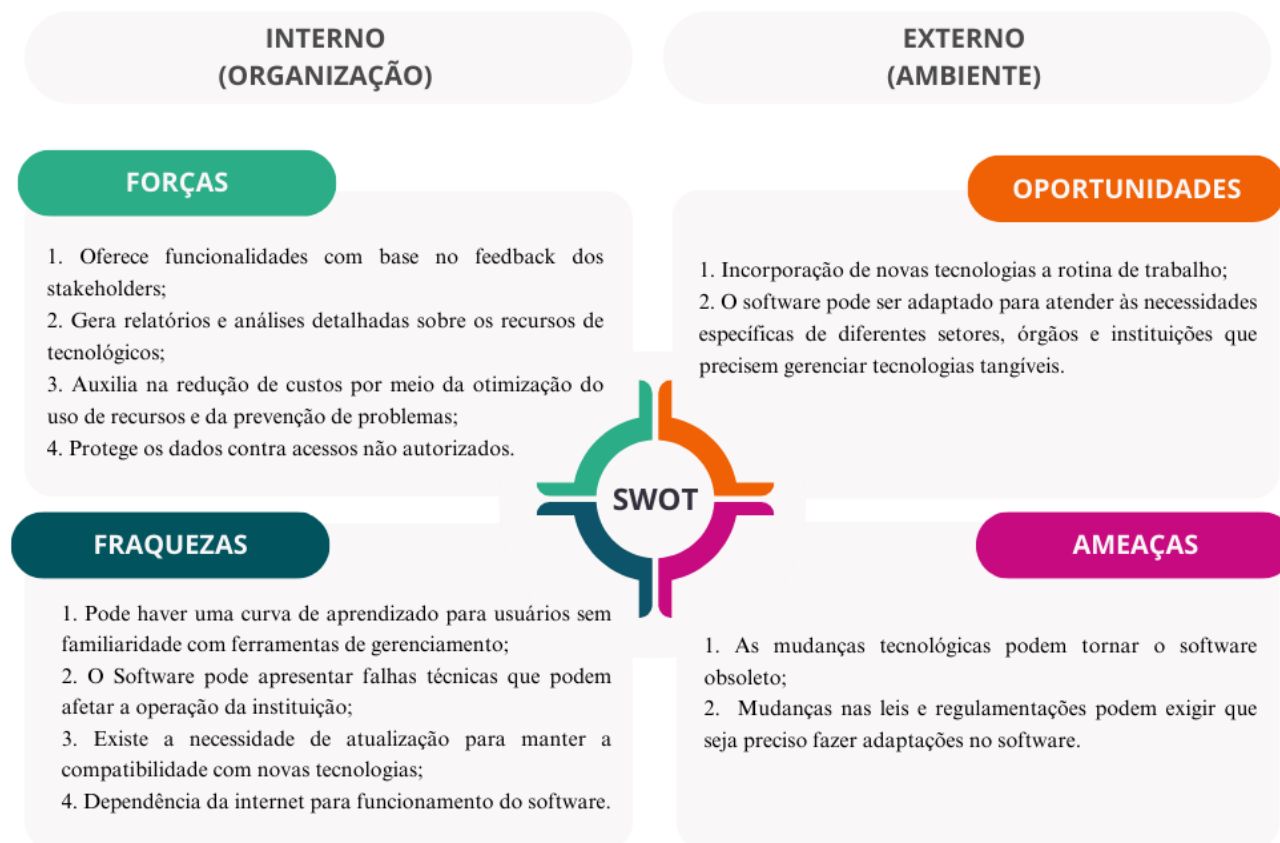 INTERNO
(ORGANIZAÇÃO)
EXTERNO
(AMBIENTE)
FORÇAS
1. Oferece funcionalidades com base no feedback dos
stakeholders;
2. Gera relatórios e análises detalhadas sobre os recursos de
tecnológicos;
3. Auxilia na redução de custos por meio da otimização do
uso de recursos e da prevenção de problemas;
4. Protege os dados contra acessos não autorizados.
OPORTUNIDADES
1. Incorporação de novas tecnologias a rotina de trabalho;
2. O software pode ser adaptado para atender às necessidades
específicas de diferentes setores, órgãos e instituições que
precisem gerenciar tecnologias tangíveis.
SWOT
FRAQUEZAS
1. Pode haver uma curva de aprendizado para usuários sem
familiaridade com ferramentas de gerenciamento;
2. O Software pode apresentar falhas técnicas que podem
afetar a operação da instituição;
3. Existe a necessidade de atualização para manter a
compatibilidade com novas tecnologias;
4. Dependência da internet para funcionamento do software.
AMEAÇAS
1. As mudanças tecnológicas podem tornar o software
obsoleto;
2. Mudanças nas leis e regulamentações podem exigir que
seja preciso fazer adaptações no software.